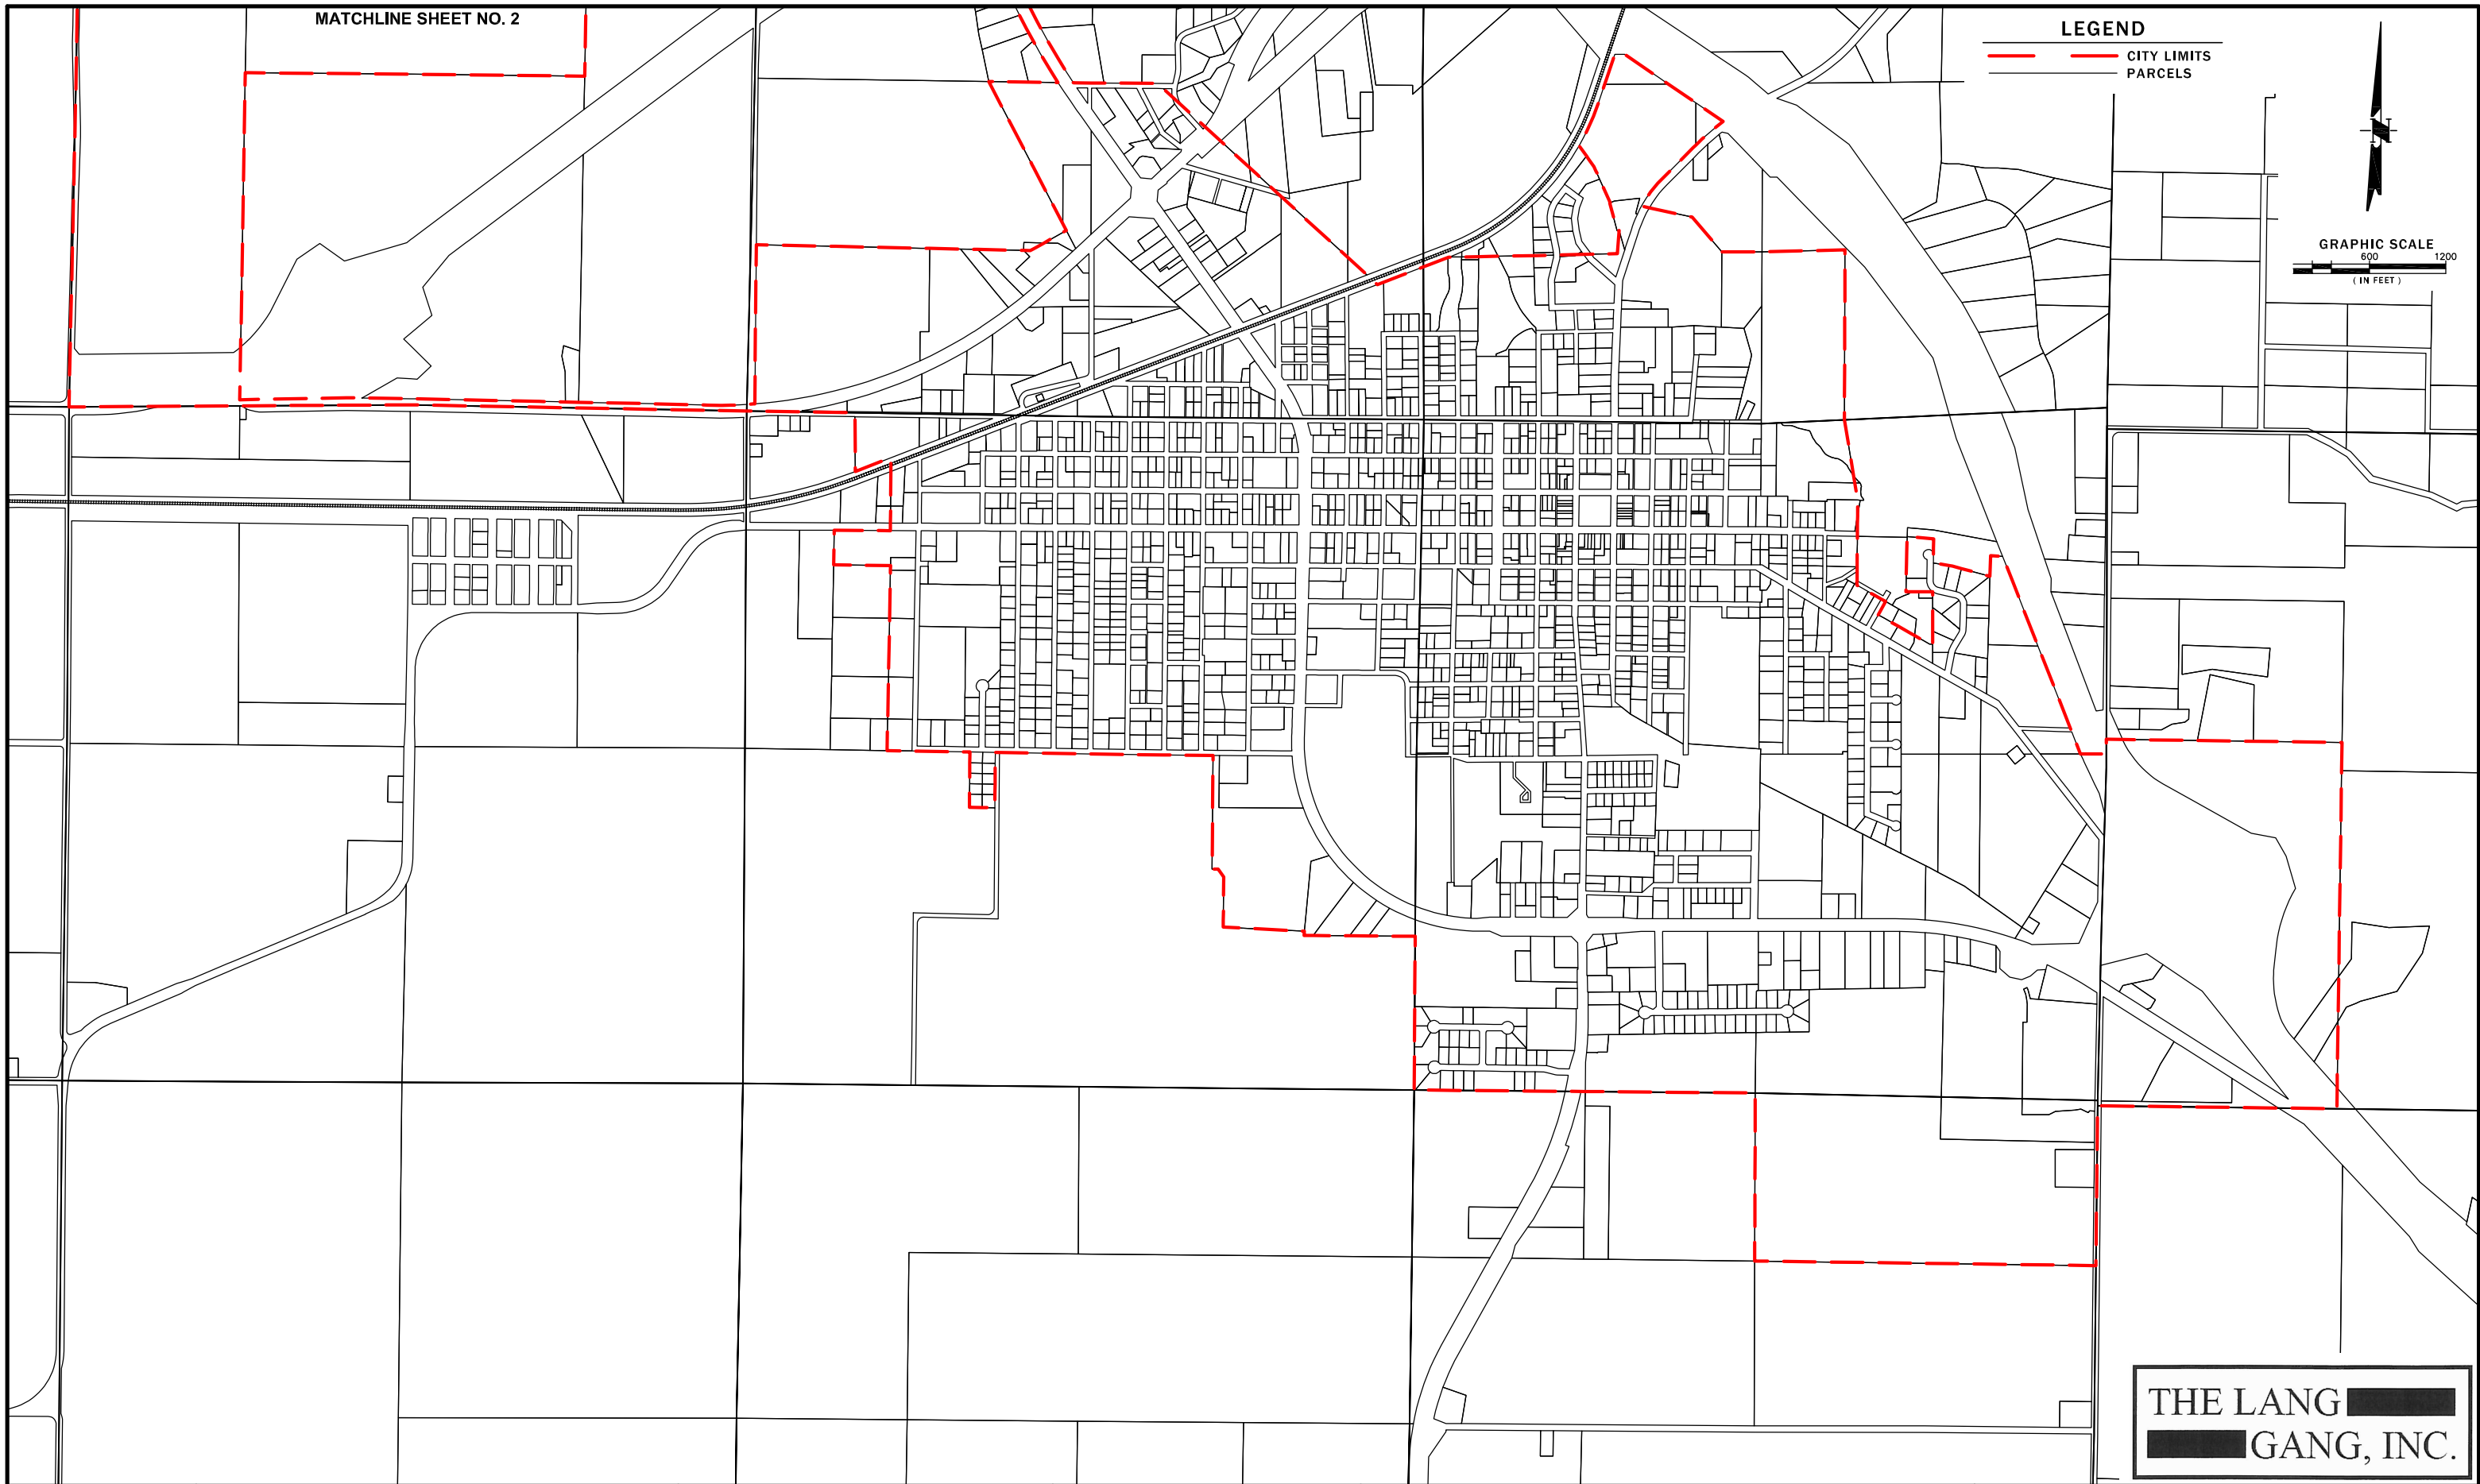 MATCHLINE SHEET NO. 2
LEGEND
CITY LIMITS
PARCELS
N
GRAPHIC SCALE
600 1200
( IN FEET )
THE LANG
GANG, INC.